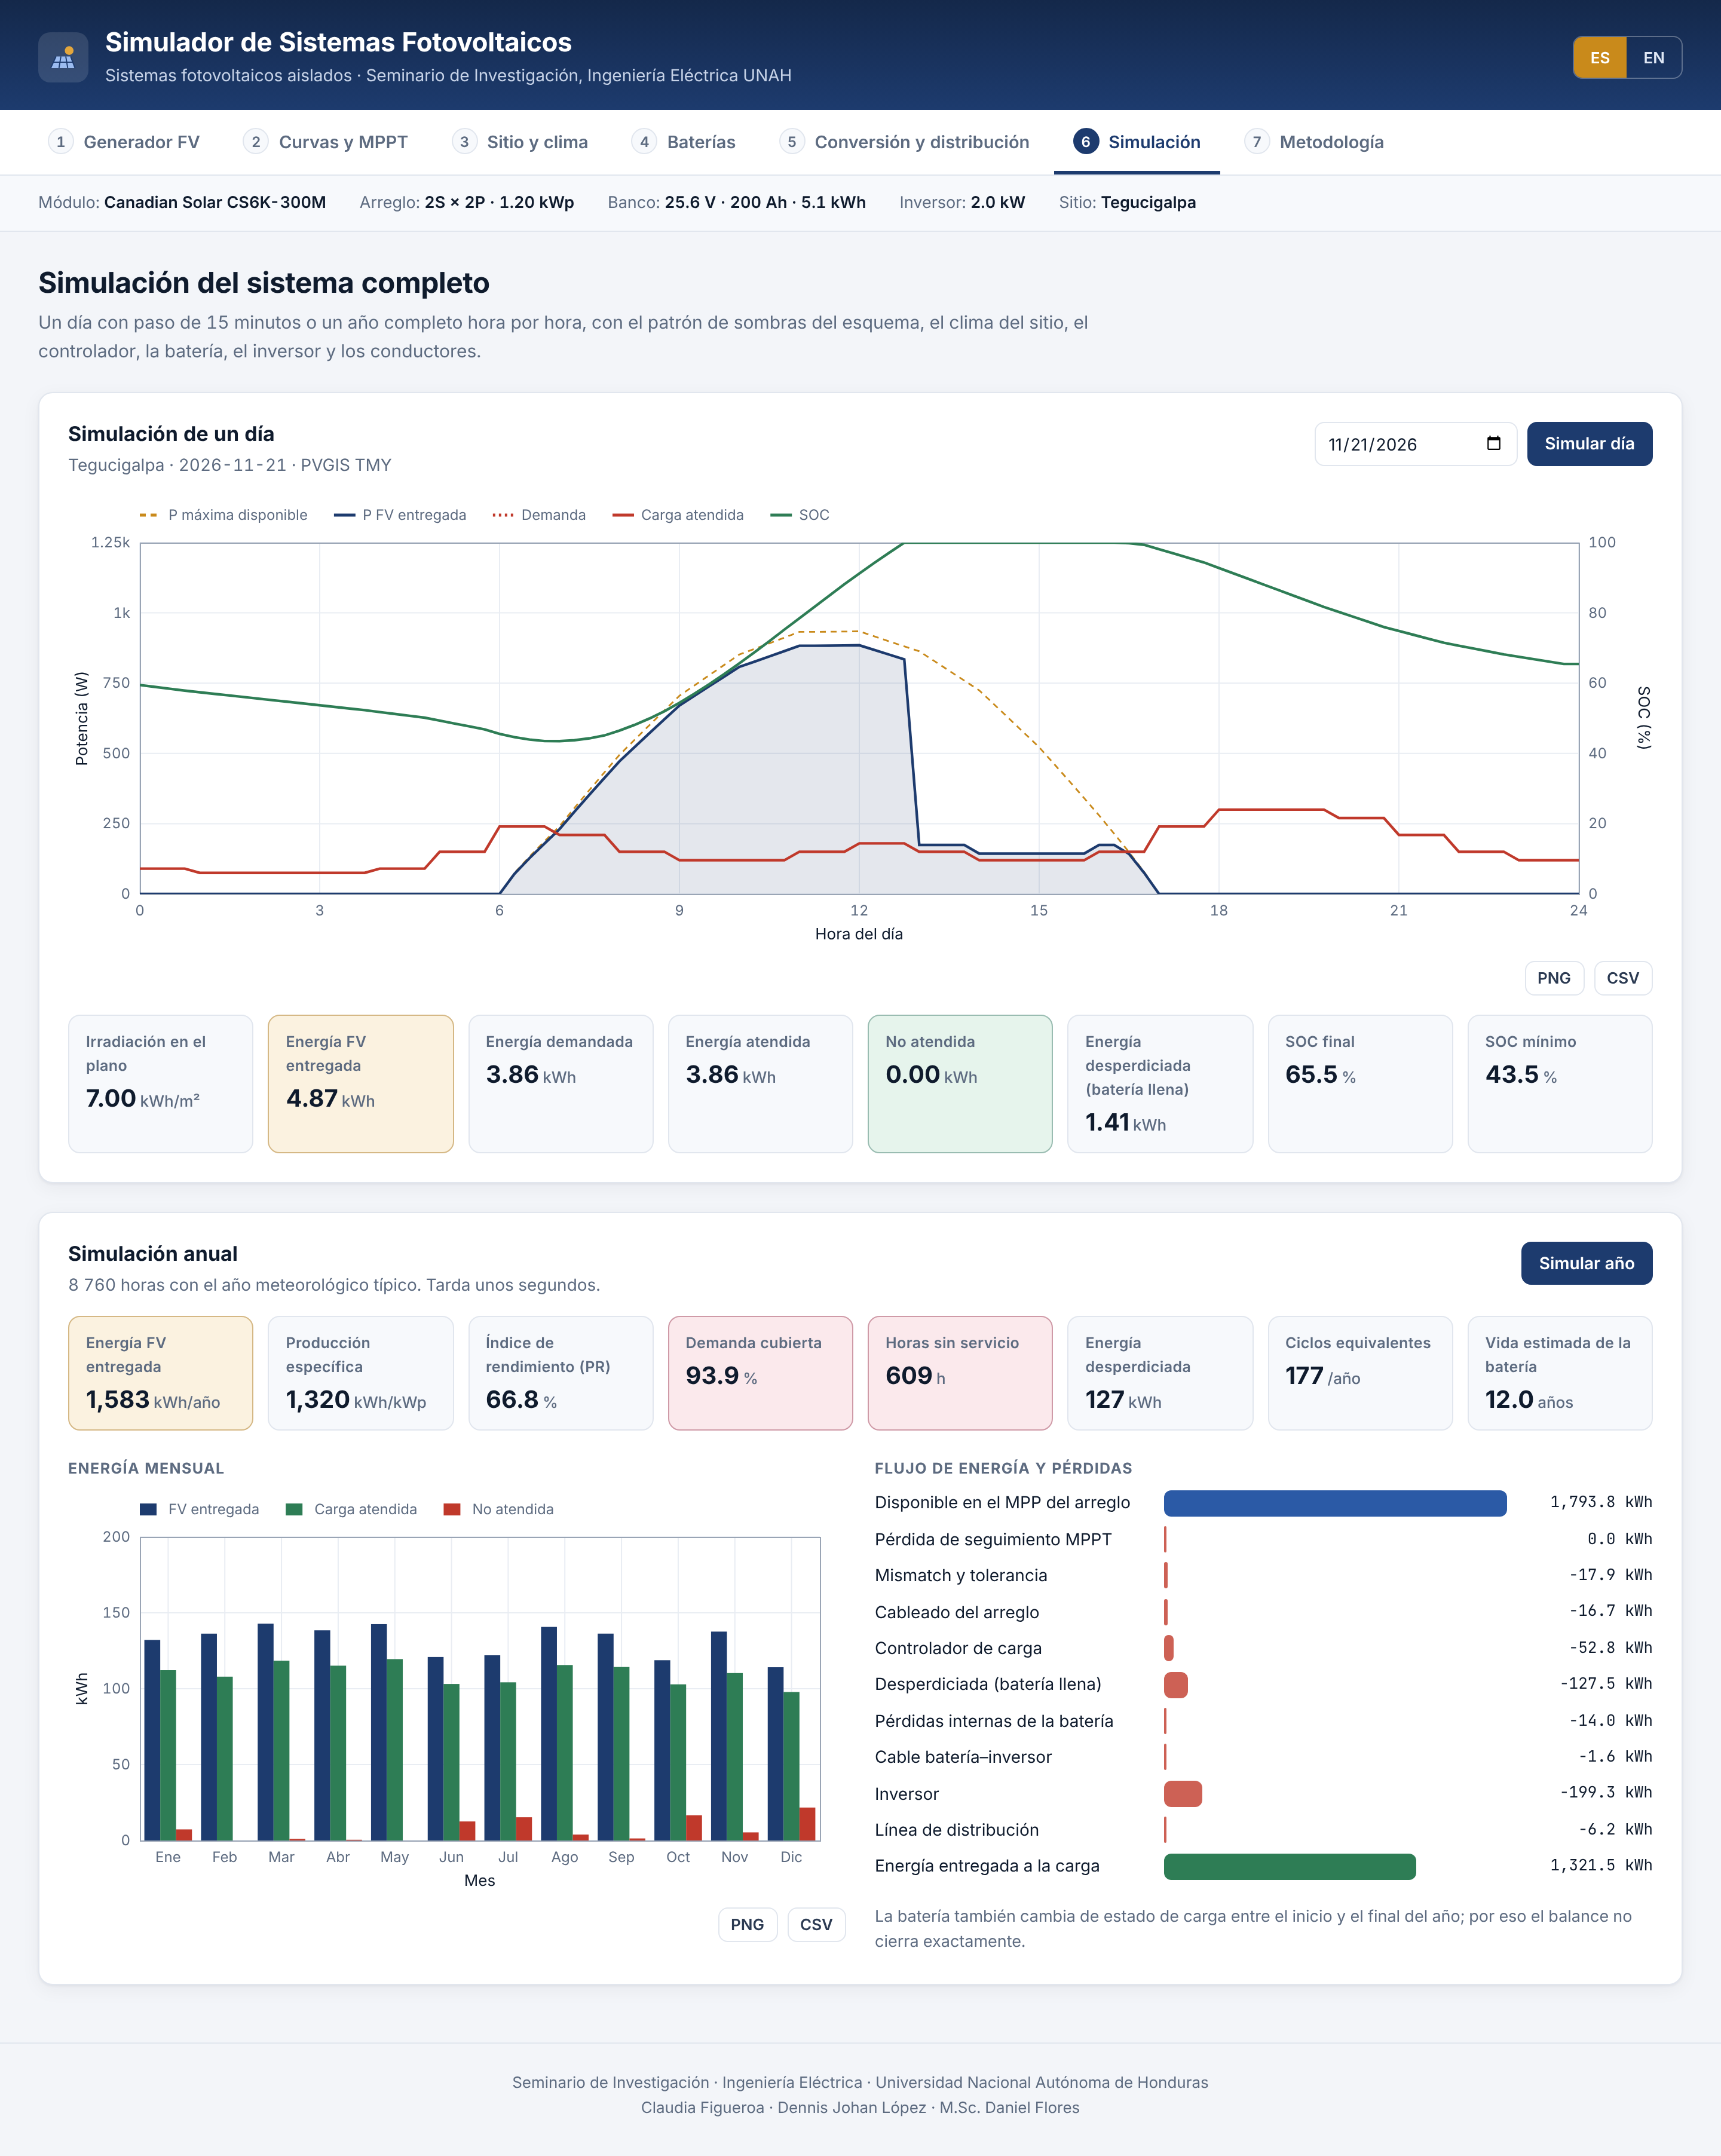 Simulador de Sistemas Fotovoltaicos
Sistemas fotovoltaicos aislados · Seminario de Investigación, Ingeniería Eléctrica UNAH
ES EN
1 Generador FV 2 Curvas y MPPT 3 Sitio y clima 4 Baterías 5 Conversión y distribución 6 Simulación 7 Metodología
Módulo: Canadian Solar CS6K-300M Arreglo: 2S × 2P · 1.20 kWp Banco: 25.6 V · 200 Ah · 5.1 kWh Inversor: 2.0 kW Sitio: Tegucigalpa
Simulación del sistema completo
Un día con paso de 15 minutos o un año completo hora por hora, con el patrón de sombras del esquema, el clima del sitio, el
controlador, la batería, el inversor y los conductores.
Simulación de un día
Tegucigalpa · 2026-11-21 · PVGIS TMY
11/21/2026
Simular día
P máxima disponible P FV entregada Demanda Carga atendida SOC
1.25k
1k
750
500
250
0
Potencia (W)
100
80
60
40
20
0
SOC (%)
0 3 6 9 12 15 18 21 24
Hora del día
PNG CSV
Irradiación en el
plano
7.00 kWh/m²
Energía FV
entregada
4.87 kWh
Energía demandada
3.86 kWh
Energía atendida
3.86 kWh
No atendida
0.00 kWh
Energía
desperdiciada
(batería llena)
1.41 kWh
SOC final
65.5 %
SOC mínimo
43.5 %
Simulación anual
8 760 horas con el año meteorológico típico. Tarda unos segundos.
Simular año
Energía FV
entregada
1,583 kWh/año
Producción
específica
1,320 kWh/kWp
Índice de
rendimiento (PR)
66.8 %
Demanda cubierta
93.9 %
Horas sin servicio
609 h
Energía
desperdiciada
127 kWh
Ciclos equivalentes
177 /año
Vida estimada de la
batería
12.0 años
ENERGÍA MENSUAL
FV entregada Carga atendida No atendida
200
150
100
50
0
kWh
Ene Feb Mar Abr May Jun Jul Ago Sep Oct Nov Dic
Mes
PNG CSV
FLUJO DE ENERGÍA Y PÉRDIDAS
Disponible en el MPP del arreglo 1,793.8 kWh
Pérdida de seguimiento MPPT 0.0 kWh
Mismatch y tolerancia -17.9 kWh
Cableado del arreglo -16.7 kWh
Controlador de carga -52.8 kWh
Desperdiciada (batería llena) -127.5 kWh
Pérdidas internas de la batería -14.0 kWh
Cable batería–inversor -1.6 kWh
Inversor -199.3 kWh
Línea de distribución -6.2 kWh
Energía entregada a la carga 1,321.5 kWh
La batería también cambia de estado de carga entre el inicio y el final del año; por eso el balance no
cierra exactamente.
Seminario de Investigación · Ingeniería Eléctrica · Universidad Nacional Autónoma de Honduras
Claudia Figueroa · Dennis Johan López · M.Sc. Daniel Flores